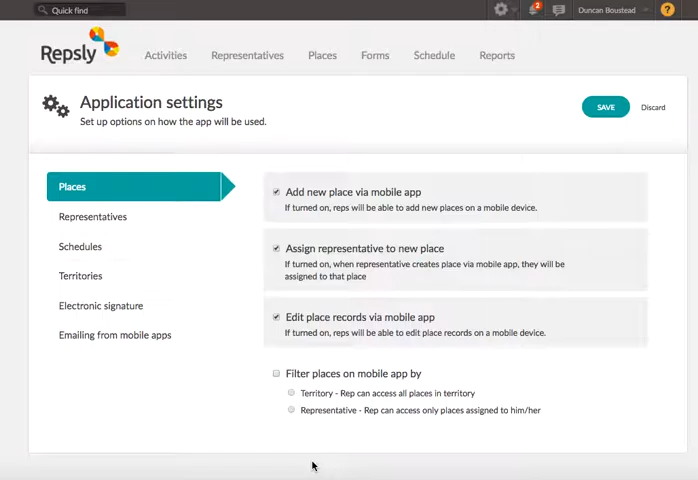 Quick find
2
Duncan Boustead
?
Repsly
Activities
Representatives
Places
Forms
Schedule
Reports
Application settings
Set up options on how the app will be used.
SAVE
Discard
Places
Representatives
Schedules
Territories
Electronic signature
Emailing from mobile apps
Add new place via mobile app
If turned on, reps will be able to add new places on a mobile device.
Assign representative to new place
If turned on, when representative creates place via mobile app, they will be
assigned to that place
Edit place records via mobile app
If turned on, reps will be able to edit place records on a mobile device.
Filter places on mobile app by
Territory - Rep can access all places in territory
Representative - Rep can access only places assigned to him/her